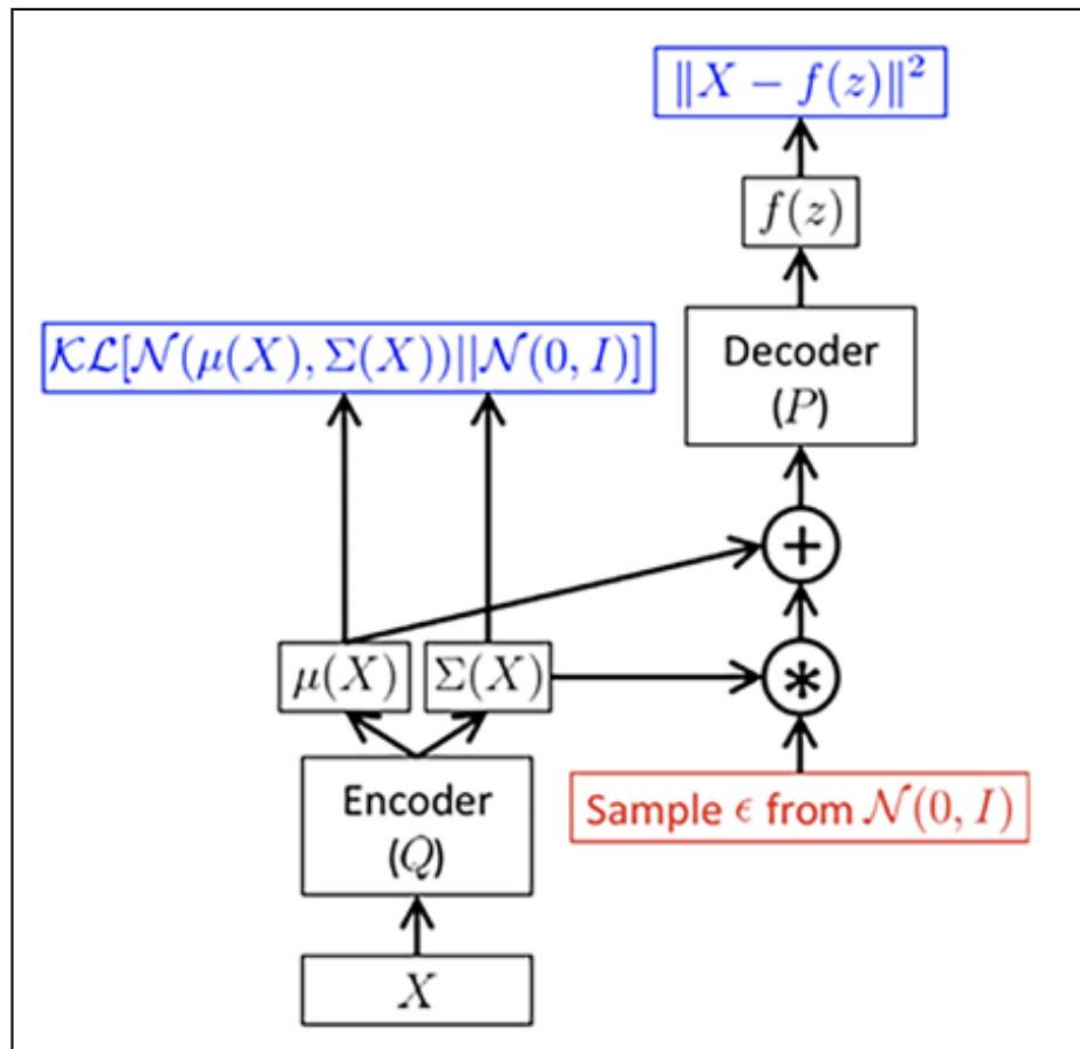 ‖X − f(z)‖²
f(z)
𝒦ℒ[𝒩(μ(X), Σ(X))||𝒩(0, I)]
Decoder
(P)
+
μ(X)
Σ(X)
*
Encoder
(Q)
Sample ϵ from 𝒩(0, I)
X